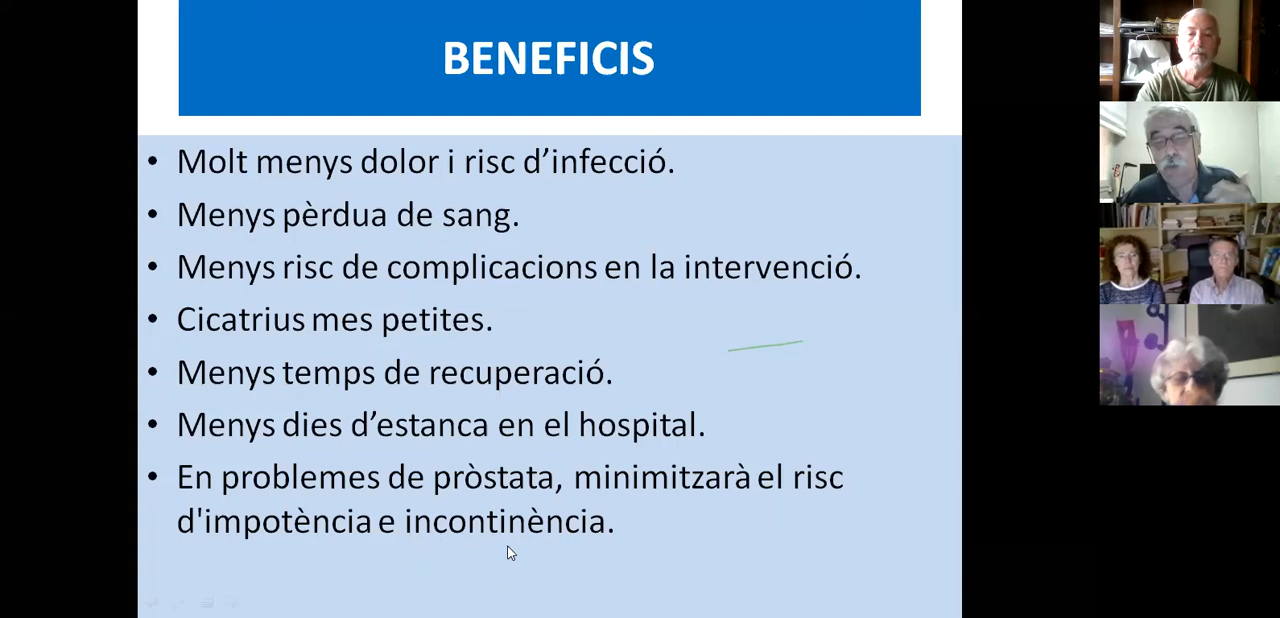 BENEFICIS
• Molt menys dolor i risc d’infecció.
• Menys pèrdua de sang.
• Menys risc de complicacions en la intervenció.
• Cicatrius mes petites.
• Menys temps de recuperació.
• Menys dies d’estanca en el hospital.
• En problemes de pròstata, minimitzarà el risc
d'impotència e incontinència.